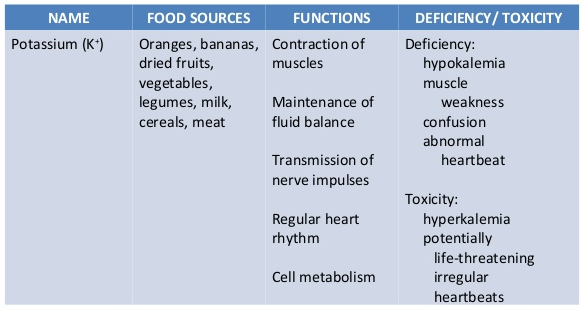 NAME
FOOD SOURCES
FUNCTIONS
DEFICIENCY/ TOXICITY
Potassium (K⁺)
Oranges, bananas,
dried fruits,
vegetables,
legumes, milk,
cereals, meat
Contraction of
muscles
Maintenance of
fluid balance
Transmission of
nerve impulses
Regular heart
rhythm
Cell metabolism
Deficiency:
hypokalemia
muscle
weakness
confusion
abnormal
heartbeat
Toxicity:
hyperkalemia
potentially
life-threatening
irregular
heartbeats